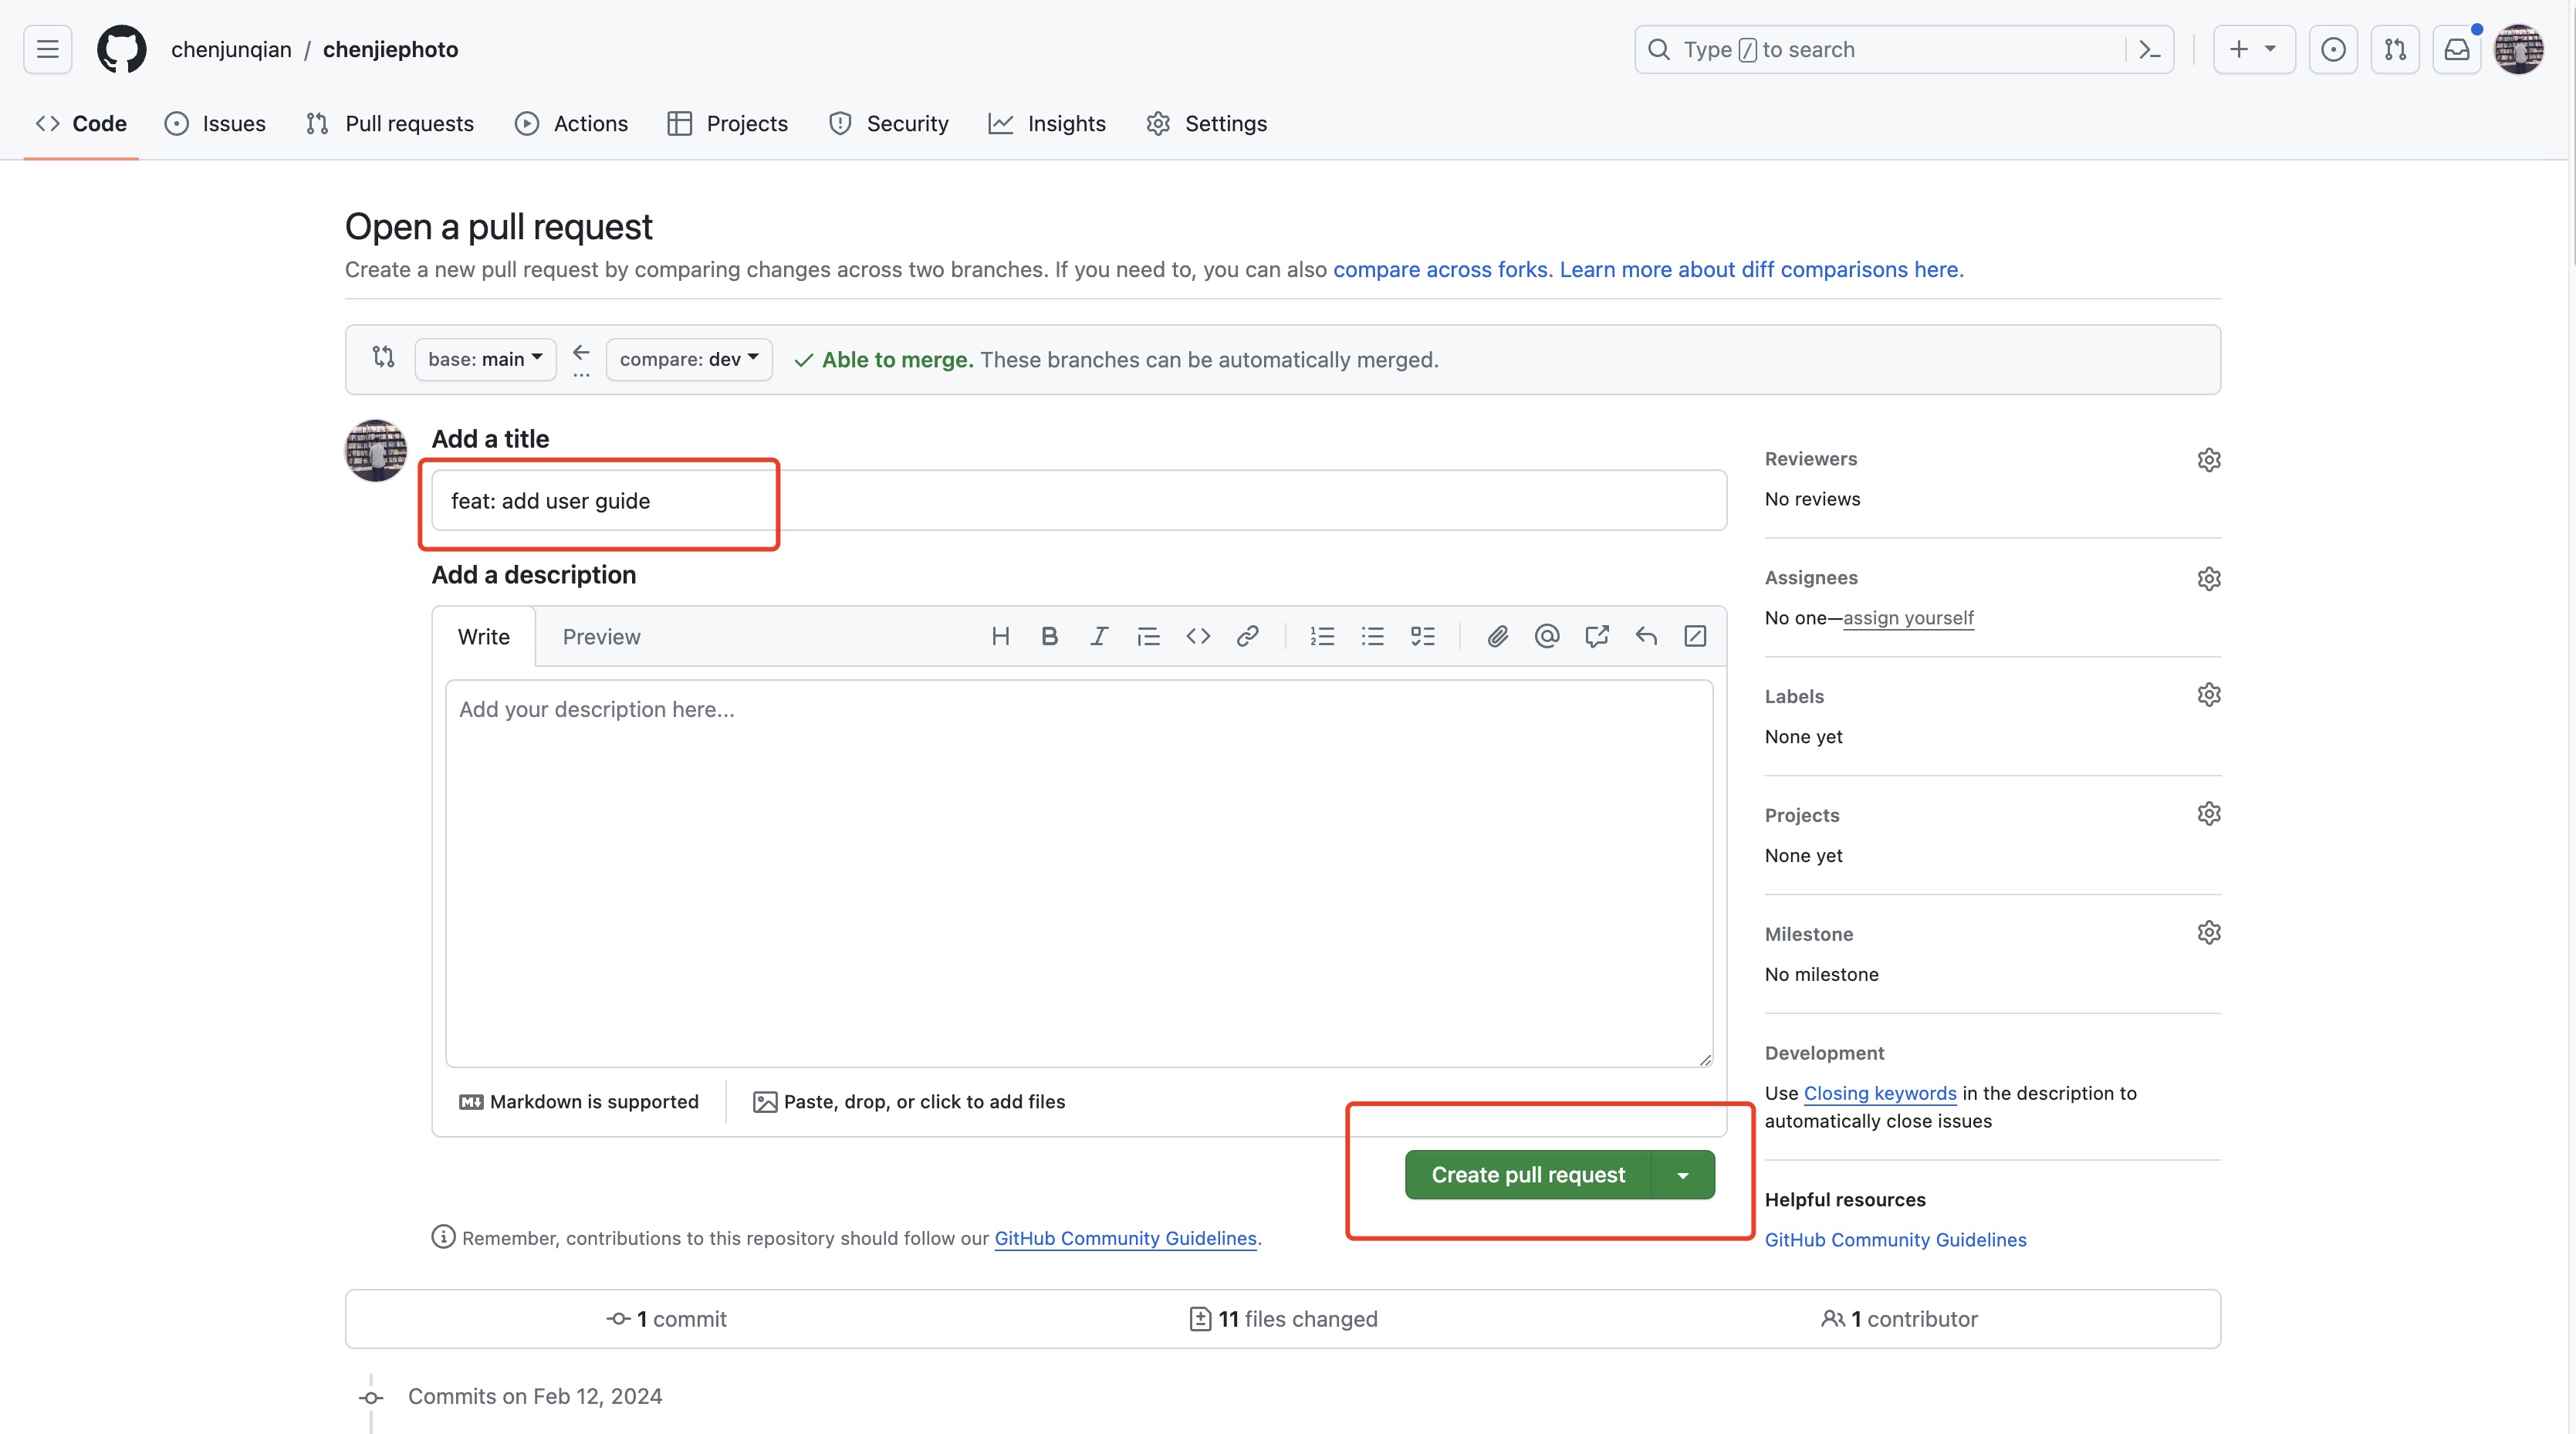 chenjunqian / chenjiephoto
Type / to search
Code Issues Pull requests Actions Projects Security Insights Settings
Open a pull request
Create a new pull request by comparing changes across two branches. If you need to, you can also compare across forks. Learn more about diff comparisons here.
base: main compare: dev Able to merge. These branches can be automatically merged.
Add a title
feat: add user guide
Add a description
Write Preview
Add your description here...
Markdown is supported
Paste, drop, or click to add files
Create pull request
Remember, contributions to this repository should follow our GitHub Community Guidelines.
Reviewers
No reviews
Assignees
No one—assign yourself
Labels
None yet
Projects
None yet
Milestone
No milestone
Development
Use Closing keywords in the description to
automatically close issues
Helpful resources
GitHub Community Guidelines
1 commit
11 files changed
1 contributor
Commits on Feb 12, 2024